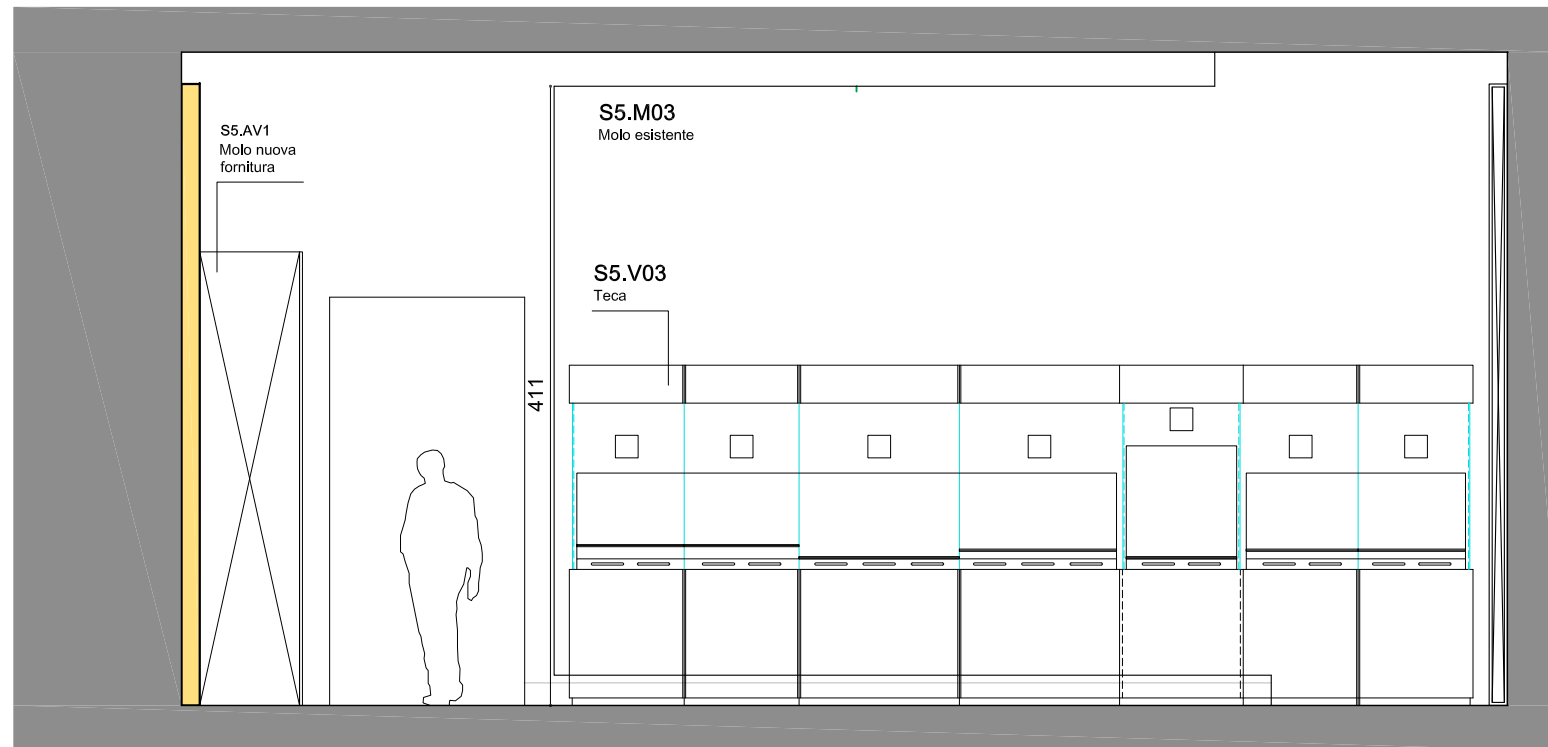 S5.M03
Molo esistente
S5.AV1
Molo nuova
fornitura
S5.V03
Teca
411